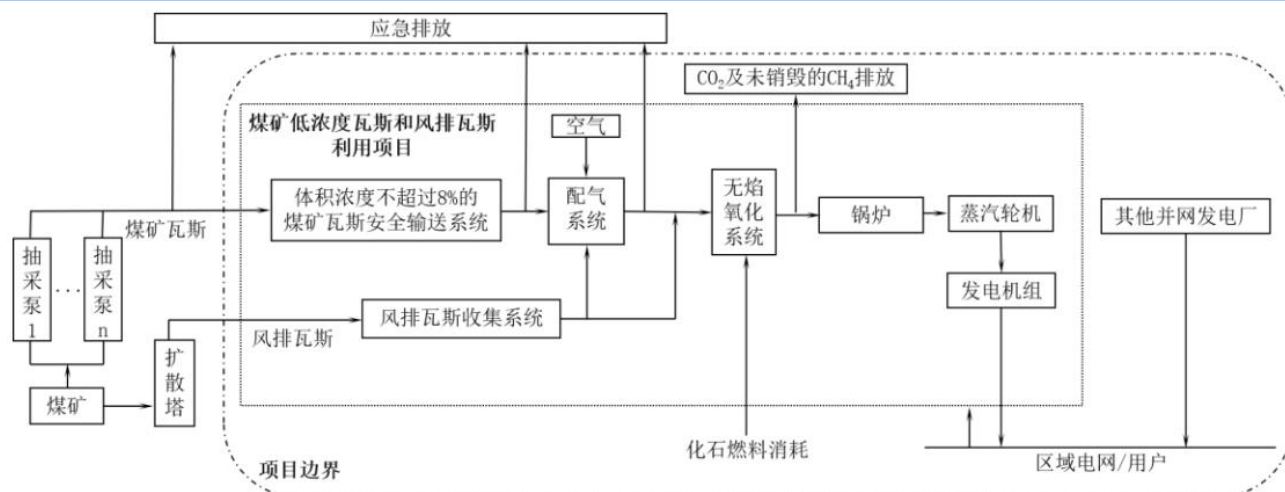 应急排放
CO₂及未销毁的CH₄排放
煤矿低浓度瓦斯和风排瓦斯
利用项目
空气
体积浓度不超过8%的
煤矿瓦斯安全输送系统
配气
系统
无焰
氧化
系统
锅炉
蒸汽轮机
其他并网发电厂
煤矿瓦斯
抽
采
泵
1
...
抽
采
泵
n
发电机组
风排瓦斯收集系统
风排瓦斯
扩
散
塔
煤矿
化石燃料消耗
区域电网/用户
项目边界